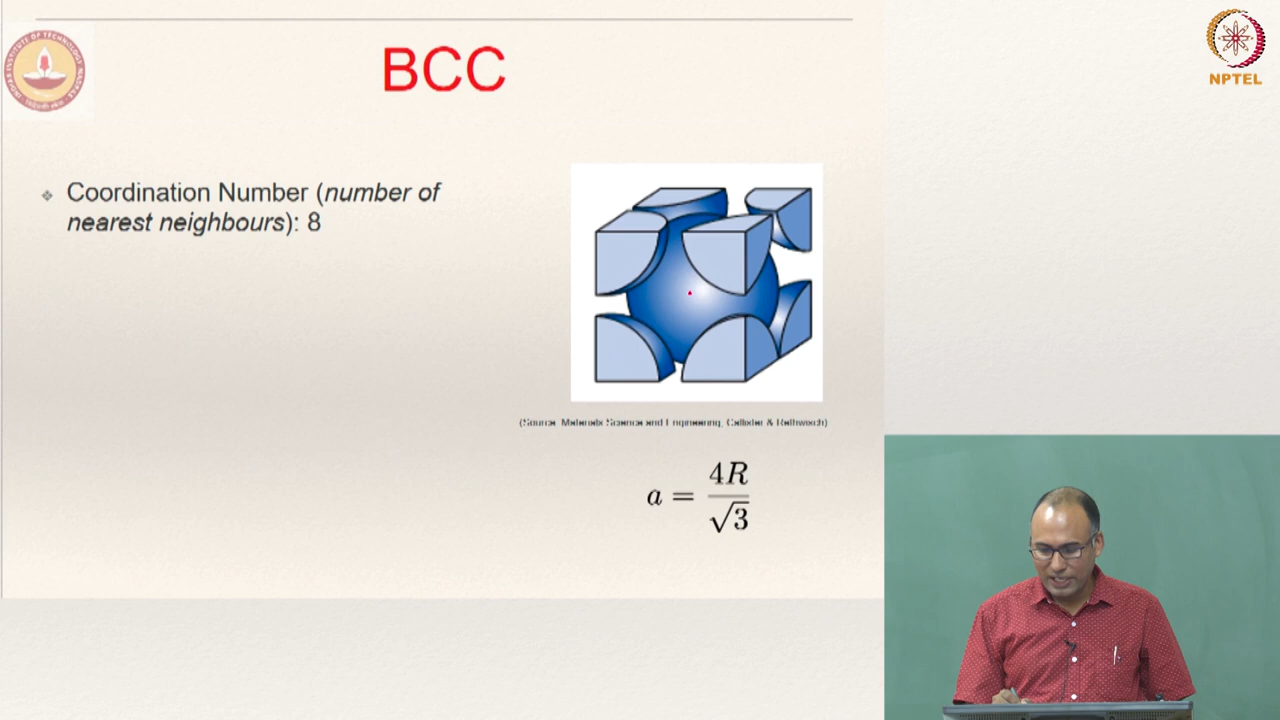 BCC
NPTEL
❖ Coordination Number (number of
nearest neighbours): 8
(Source: Materials Science and Engineering, Callister & Rethwisch)
a = 4R / √3